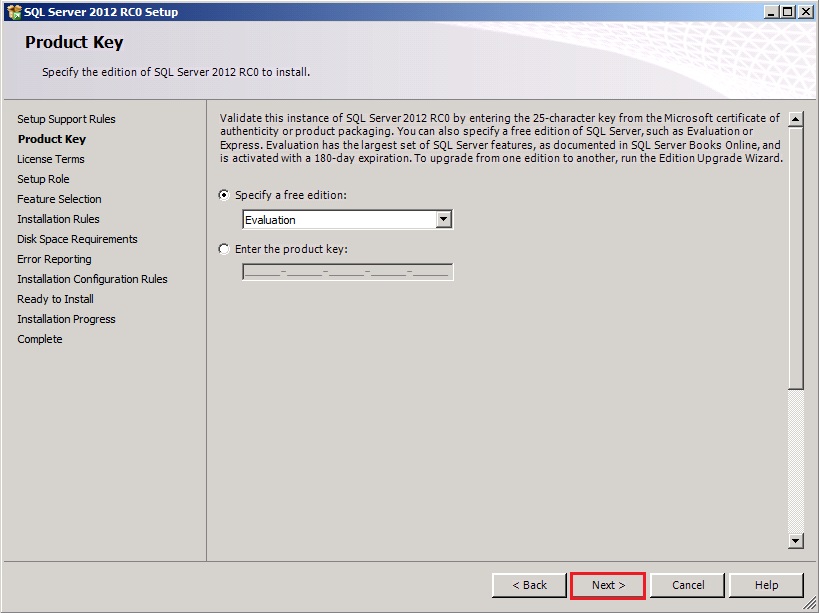 SQL Server 2012 RC0 Setup
Product Key
Specify the edition of SQL Server 2012 RC0 to install.
Setup Support Rules
Product Key
License Terms
Setup Role
Feature Selection
Installation Rules
Disk Space Requirements
Error Reporting
Installation Configuration Rules
Ready to Install
Installation Progress
Complete
Validate this instance of SQL Server 2012 RC0 by entering the 25-character key from the Microsoft certificate of
authenticity or product packaging. You can also specify a free edition of SQL Server, such as Evaluation or
Express. Evaluation has the largest set of SQL Server features, as documented in SQL Server Books Online, and
is activated with a 180-day expiration. To upgrade from one edition to another, run the Edition Upgrade Wizard.
Specify a free edition:
Evaluation
Enter the product key:
_____-_____-_____-_____-_____
< Back
Next >
Cancel
Help